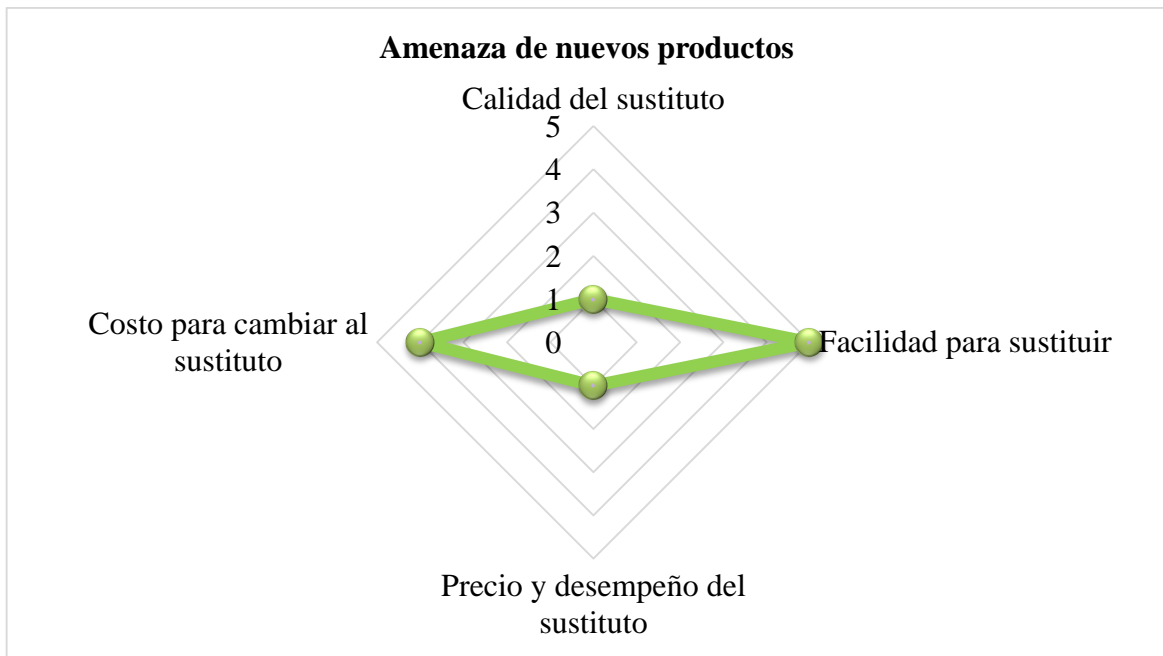 Amenaza de nuevos productos
Calidad del sustituto
5
4
3
2
1
0
Costo para cambiar al
sustituto
Facilidad para sustituir
Precio y desempeño del
sustituto